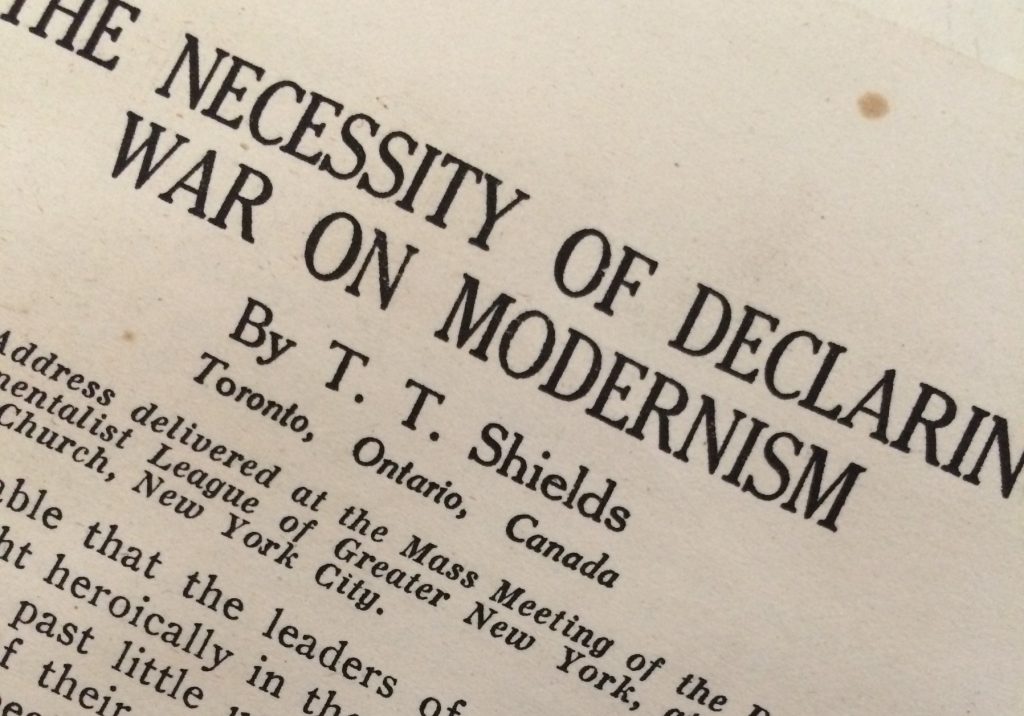 THE NECESSITY OF DECLARIN
WAR ON MODERNISM
By T. T. Shields
Toronto, Ontario, Canada
Address delivered at the Mass Meeting of the
mentalist League of Greater New York,
Church, New York City.
able that the leaders of
ht heroically in the
past little
f their